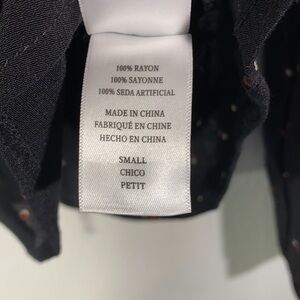 100% RAYON
100% SAYONNE
100% SEDA ARTIFICIAL
MADE IN CHINA
FABRIQUÉ EN CHINE
HECHO EN CHINA
SMALL
CHICO
PETIT